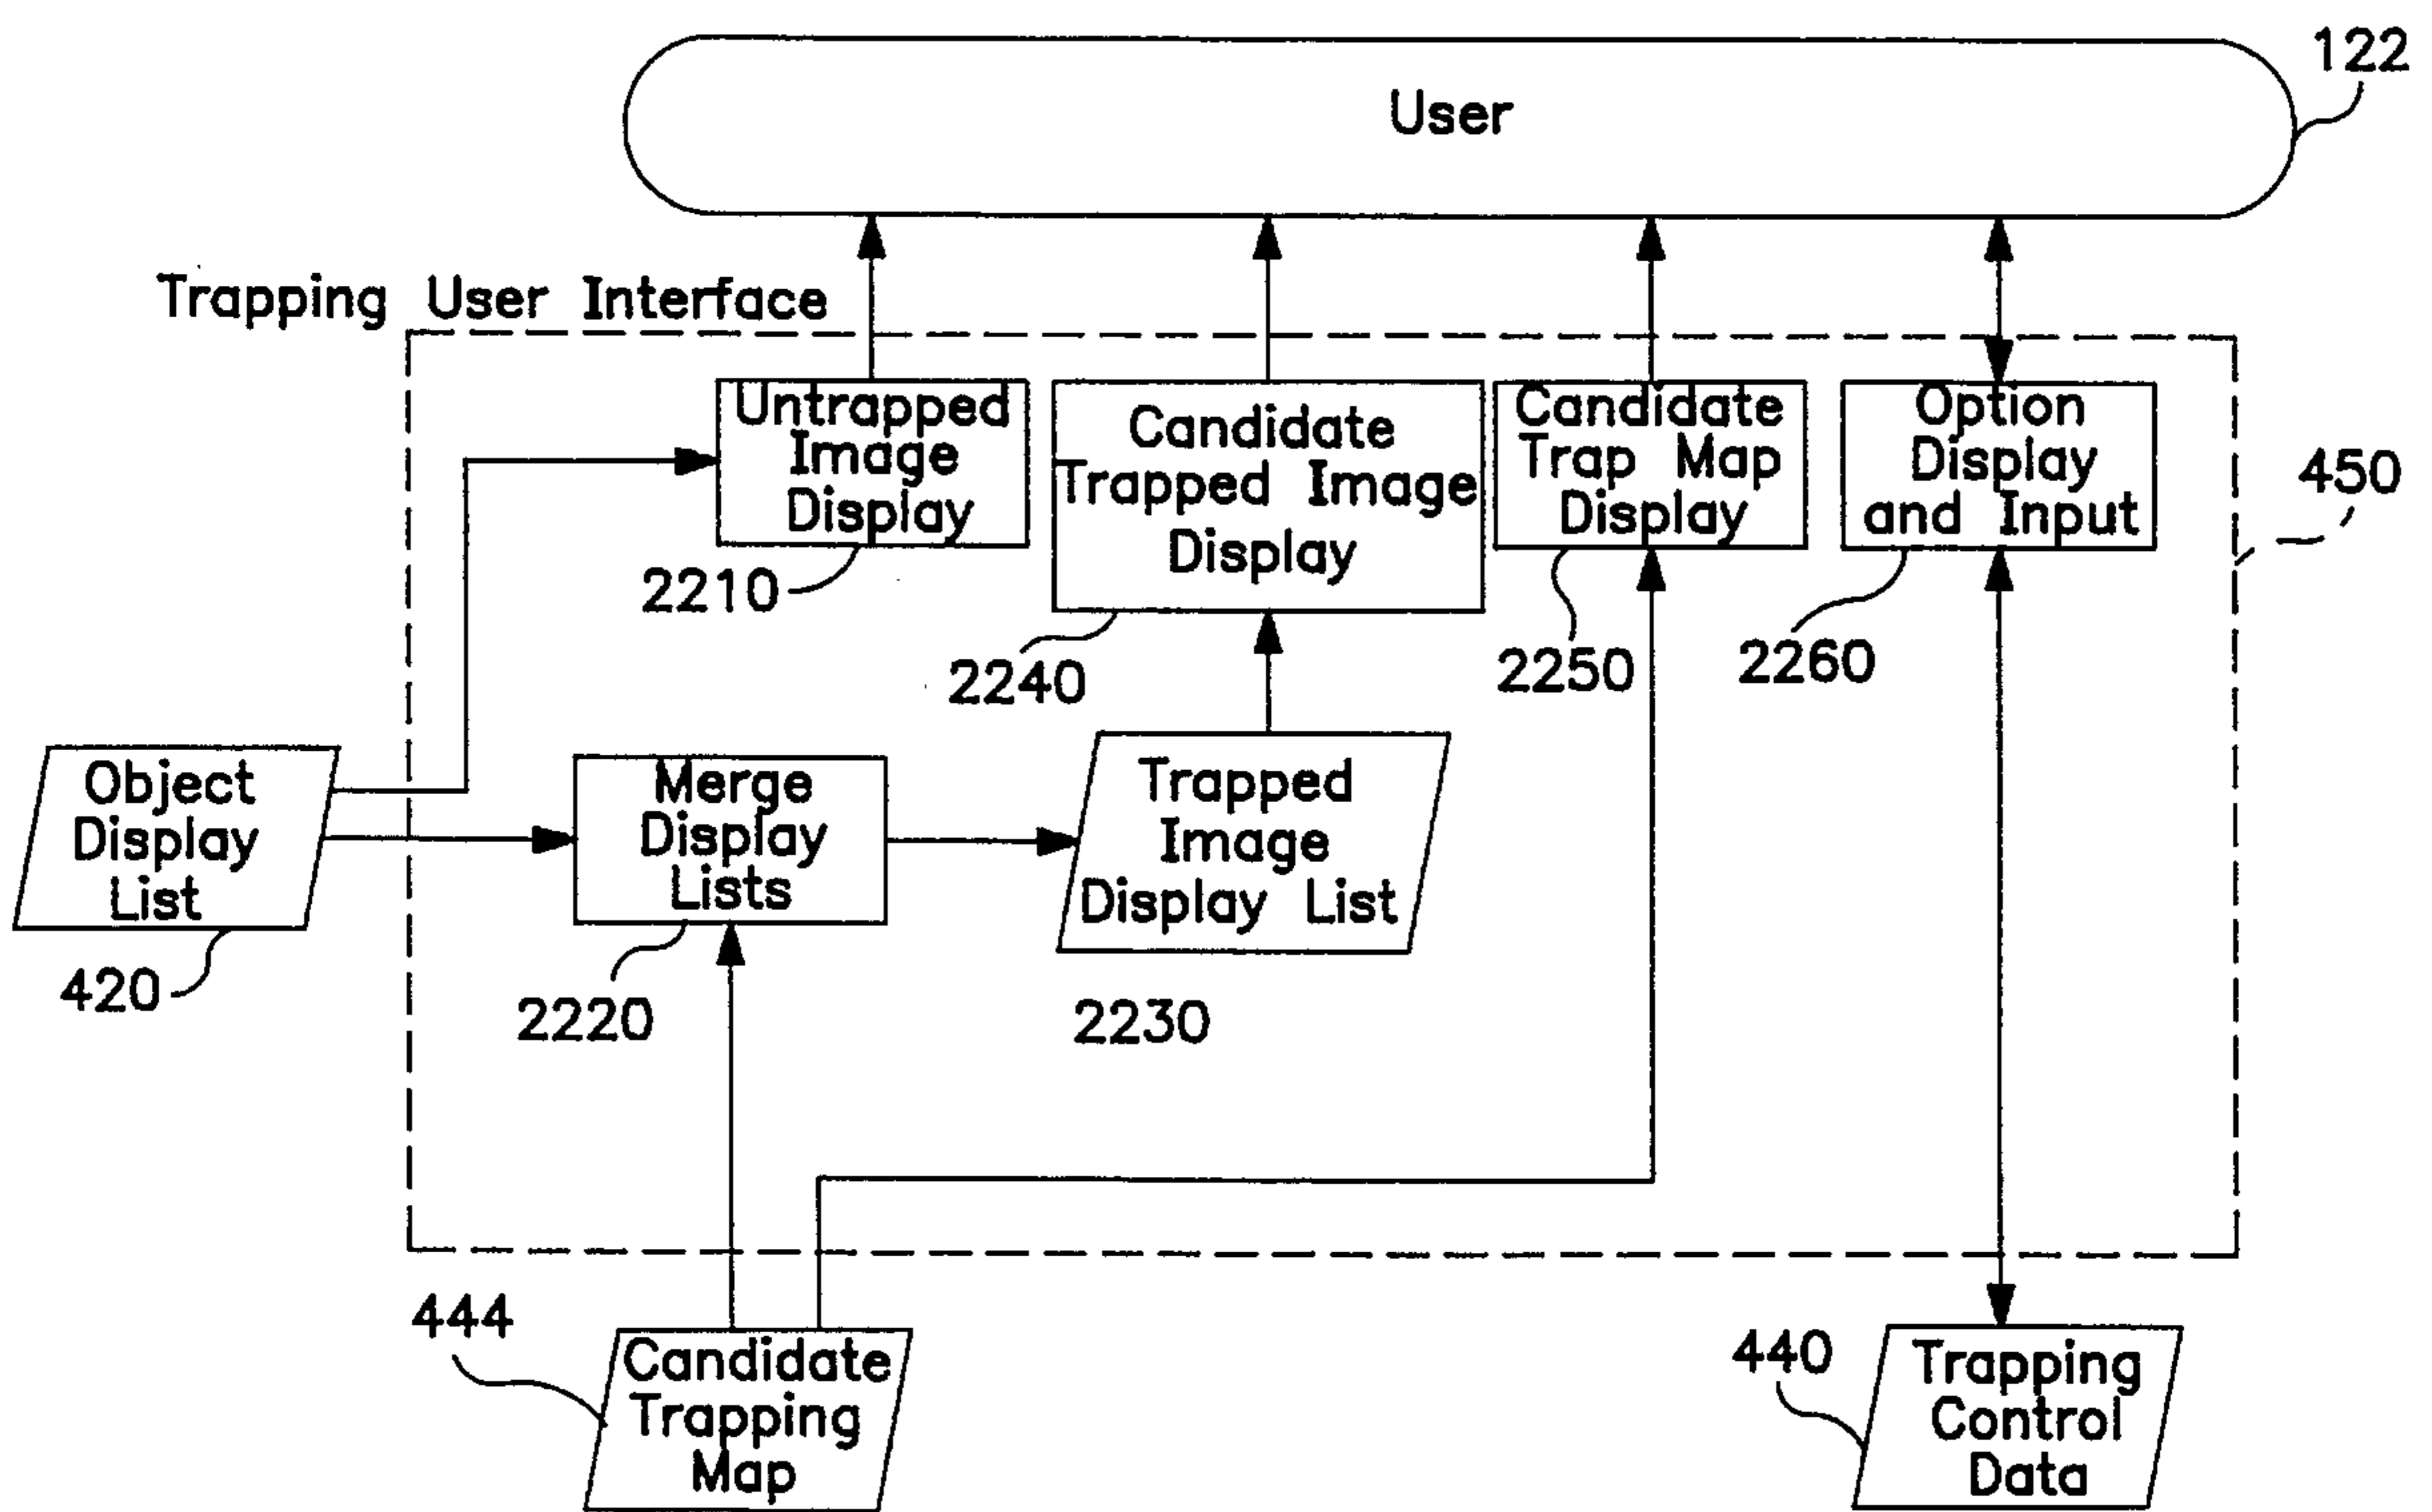 122
User
Trapping User Interface
Untrapped
Image
Display
2210
Candidate
Trapped Image
Display
2240
Candidate
Trap Map
Display
2250
Option
Display
and Input
2260
450
Object
Display
List
420
Merge
Display
Lists
2220
Trapped
Image
Display List
2230
444
Candidate
Trapping
Map
440
Trapping
Control
Data